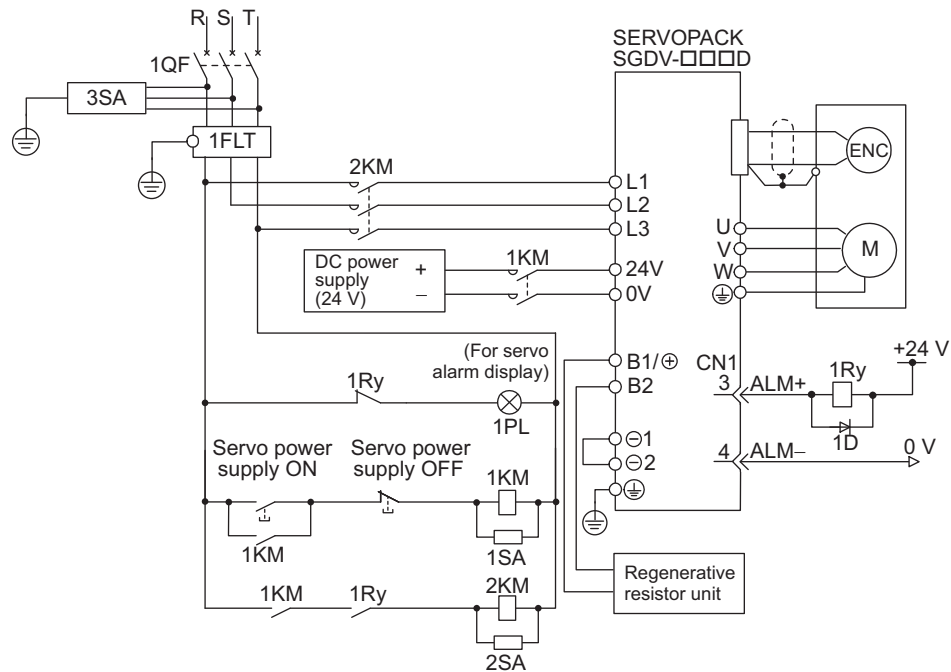 R S T
1QF
3SA
1FLT
SERVOPACK
SGDV-□□□D
ENC
2KM
L1
L2
L3
U
V
W
M
DC power
supply
(24 V)
+
−
1KM
24V
0V
(For servo
alarm display)
B1/⊕
B2
CN1
3
ALM+
1Ry
+24 V
1D
1Ry
1PL
⊖1
⊖2
4
ALM−
0 V
Servo power
supply ON
Servo power
supply OFF
1KM
1KM
1SA
1KM
1Ry
2KM
2SA
Regenerative
resistor unit